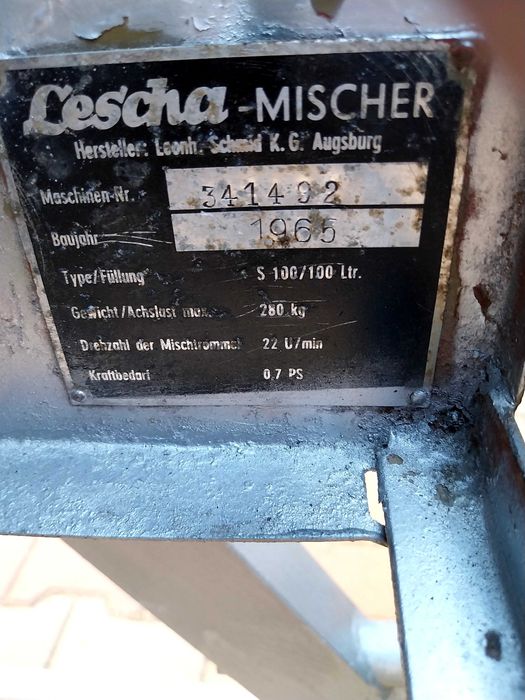 Lescha-MISCHER
Hersteller: Leonh. Schmid K.G. Augsburg
Maschinen-Nr. 341492
Baujahr 1965
Type/Füllung S 100/100 Ltr.
Gewicht/Achslast max. 280 kg
Drehzahl der Mischtrommel 22 U/min
Kraftbedarf 0,7 PS